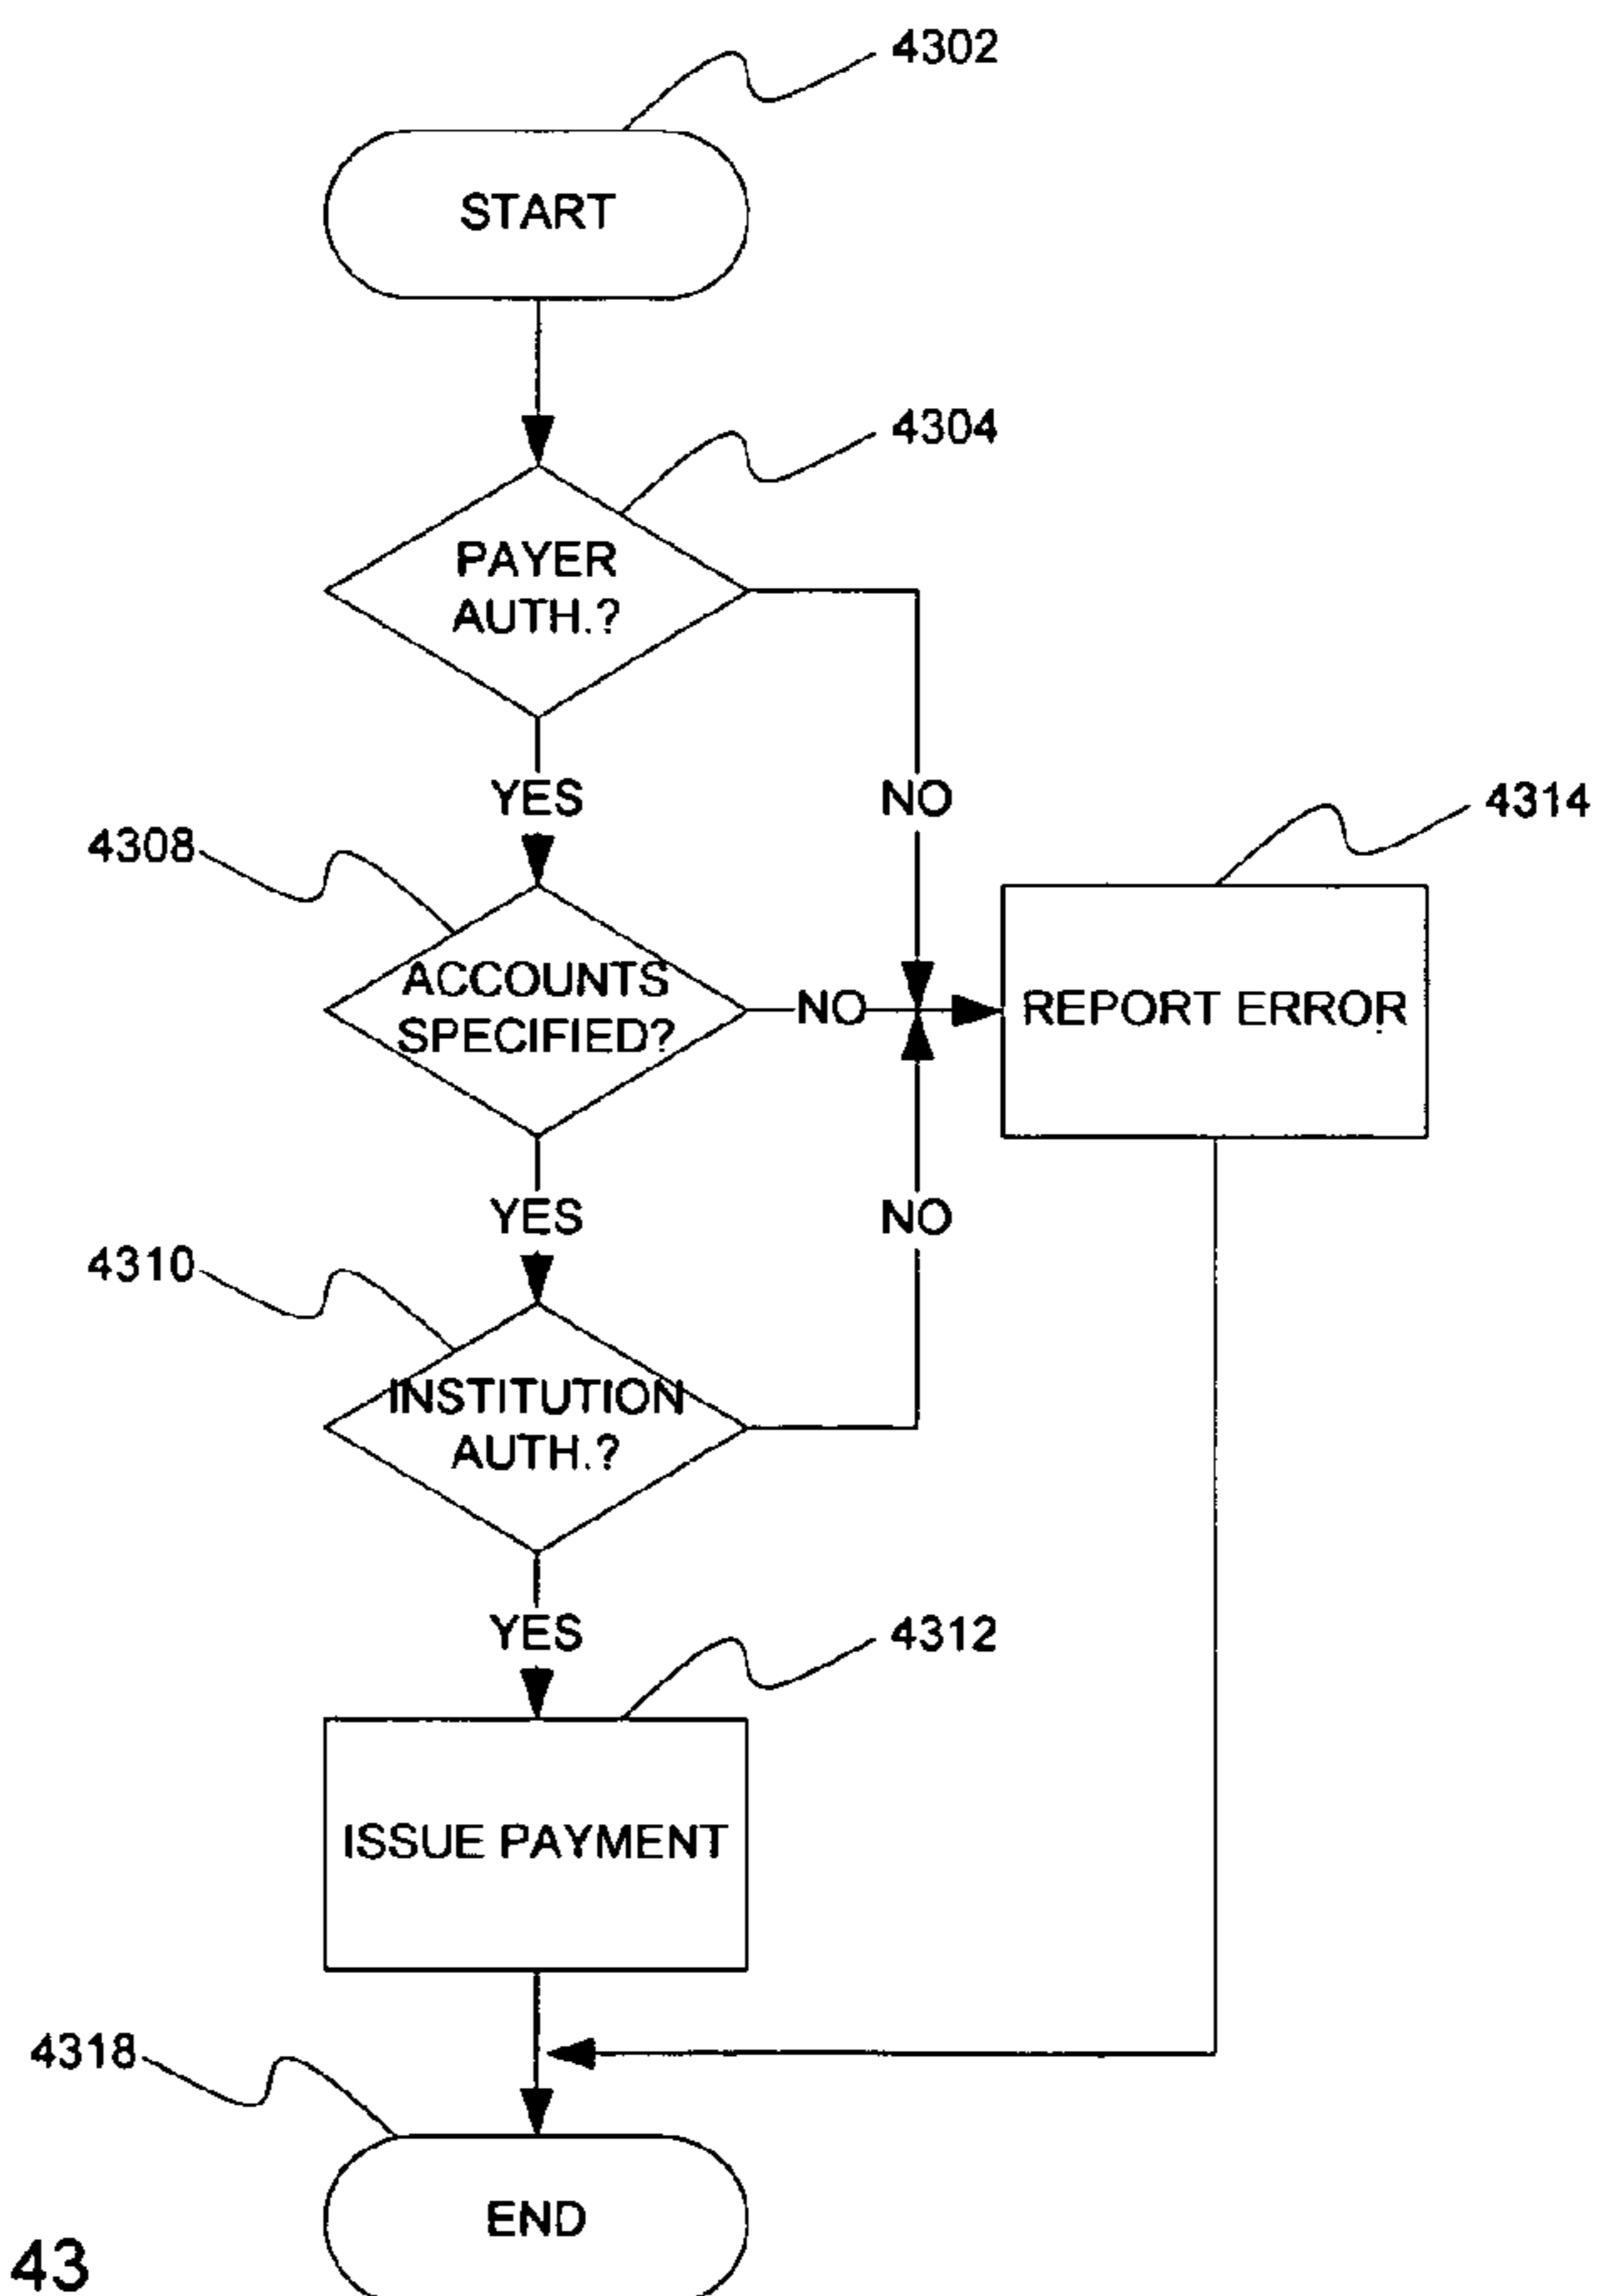 4302
START
4304
PAYER
AUTH.?
YES
NO
4314
4308
ACCOUNTS
SPECIFIED?
NO
REPORT ERROR
YES
NO
4310
INSTITUTION
AUTH.?
YES
4312
ISSUE PAYMENT
4318
END
43